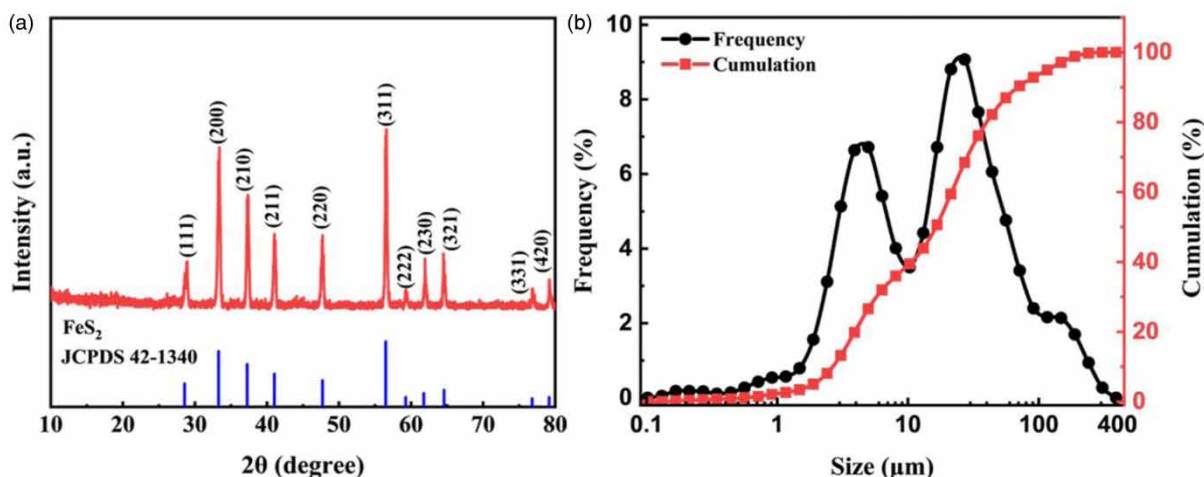 (a)
Intensity (a.u.)
(111)
(200)
(210)
(211)
(220)
(311)
(222)
(230)
(321)
(331)
(420)
FeS₂
JCPDS 42-1340
10 20 30 40 50 60 70 80
2θ (degree)
(b)
Frequency (%)
10
8
6
4
2
0
Frequency
Cumulation
100
80
60
40
20
0
Cumulation (%)
0.1 1 10 100 400
Size (μm)